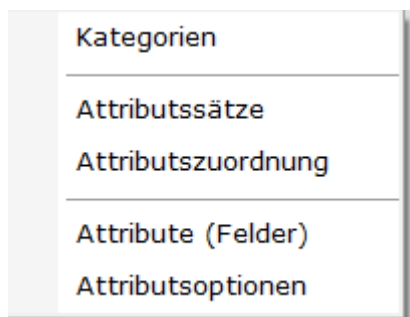 Kategorien
Attributssätze
Attributszuordnung
Attribute (Felder)
Attributsoptionen